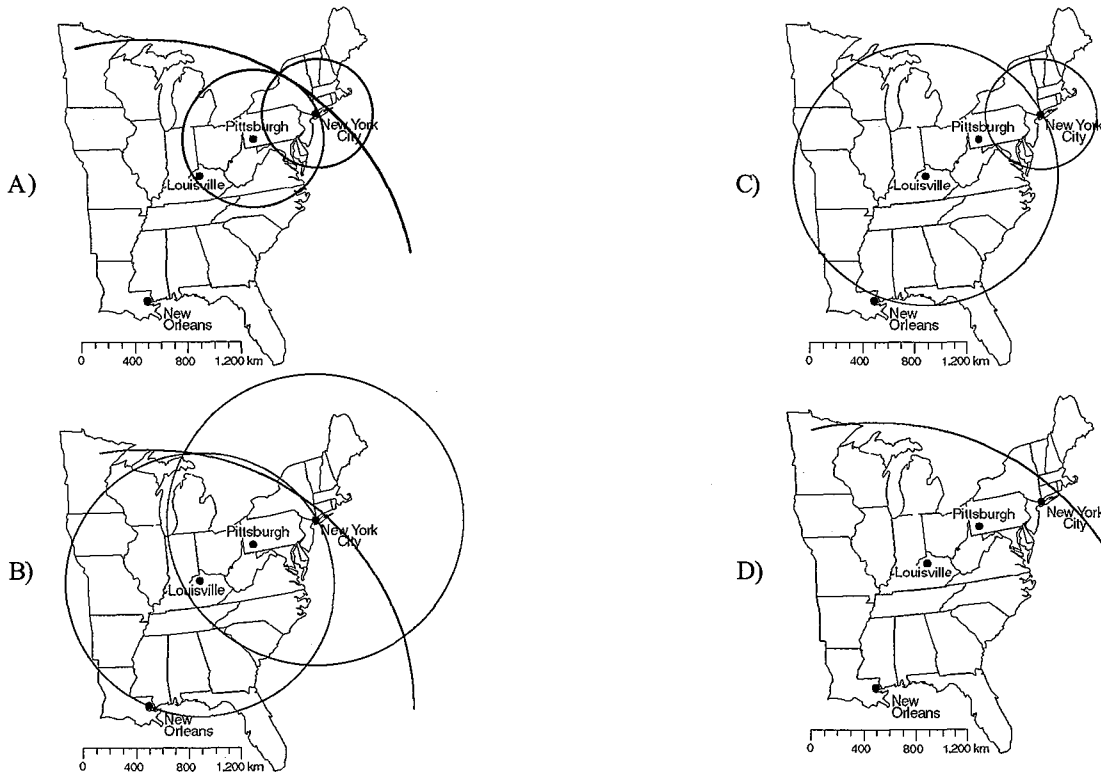 A)
Pittsburgh
New York
City
Louisville
New
Orleans
0 400 800 1,200 km
B)
Pittsburgh
New York
City
Louisville
New
Orleans
0 400 800 1,200 km
C)
Pittsburgh
New York
City
Louisville
New
Orleans
0 400 800 1,200 km
D)
Pittsburgh
New York
City
Louisville
New
Orleans
0 400 800 1,200 km